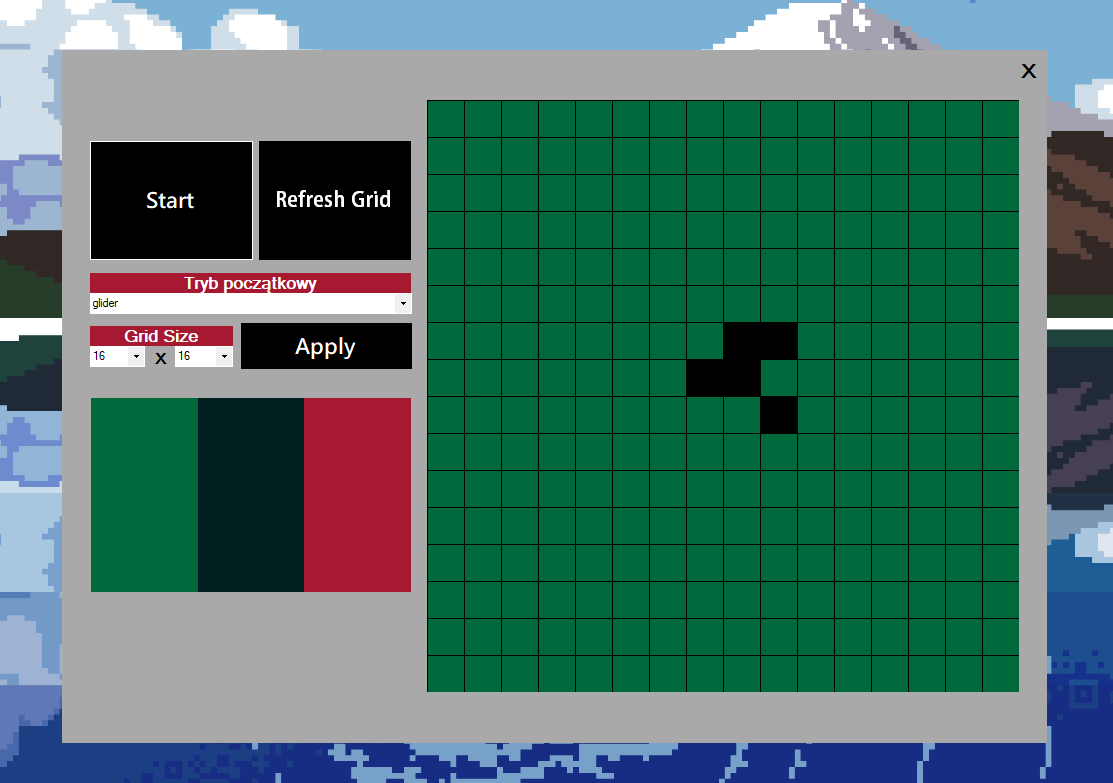 X
Start
Refresh Grid
Tryb początkowy
glider
Grid Size
16 x 16
Apply